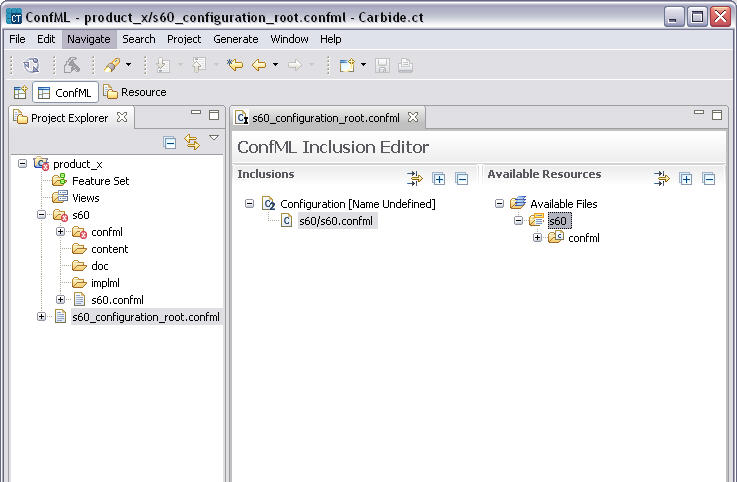 ConfML - product_x/s60_configuration_root.confml - Carbide.ct
File Edit Navigate Search Project Generate Window Help
ConfML Resource
Project Explorer
product_x
Feature Set
Views
s60
confml
content
doc
implml
s60.confml
s60_configuration_root.confml
s60_configuration_root.confml
ConfML Inclusion Editor
Inclusions
Configuration [Name Undefined]
s60/s60.confml
Available Resources
Available Files
s60
confml